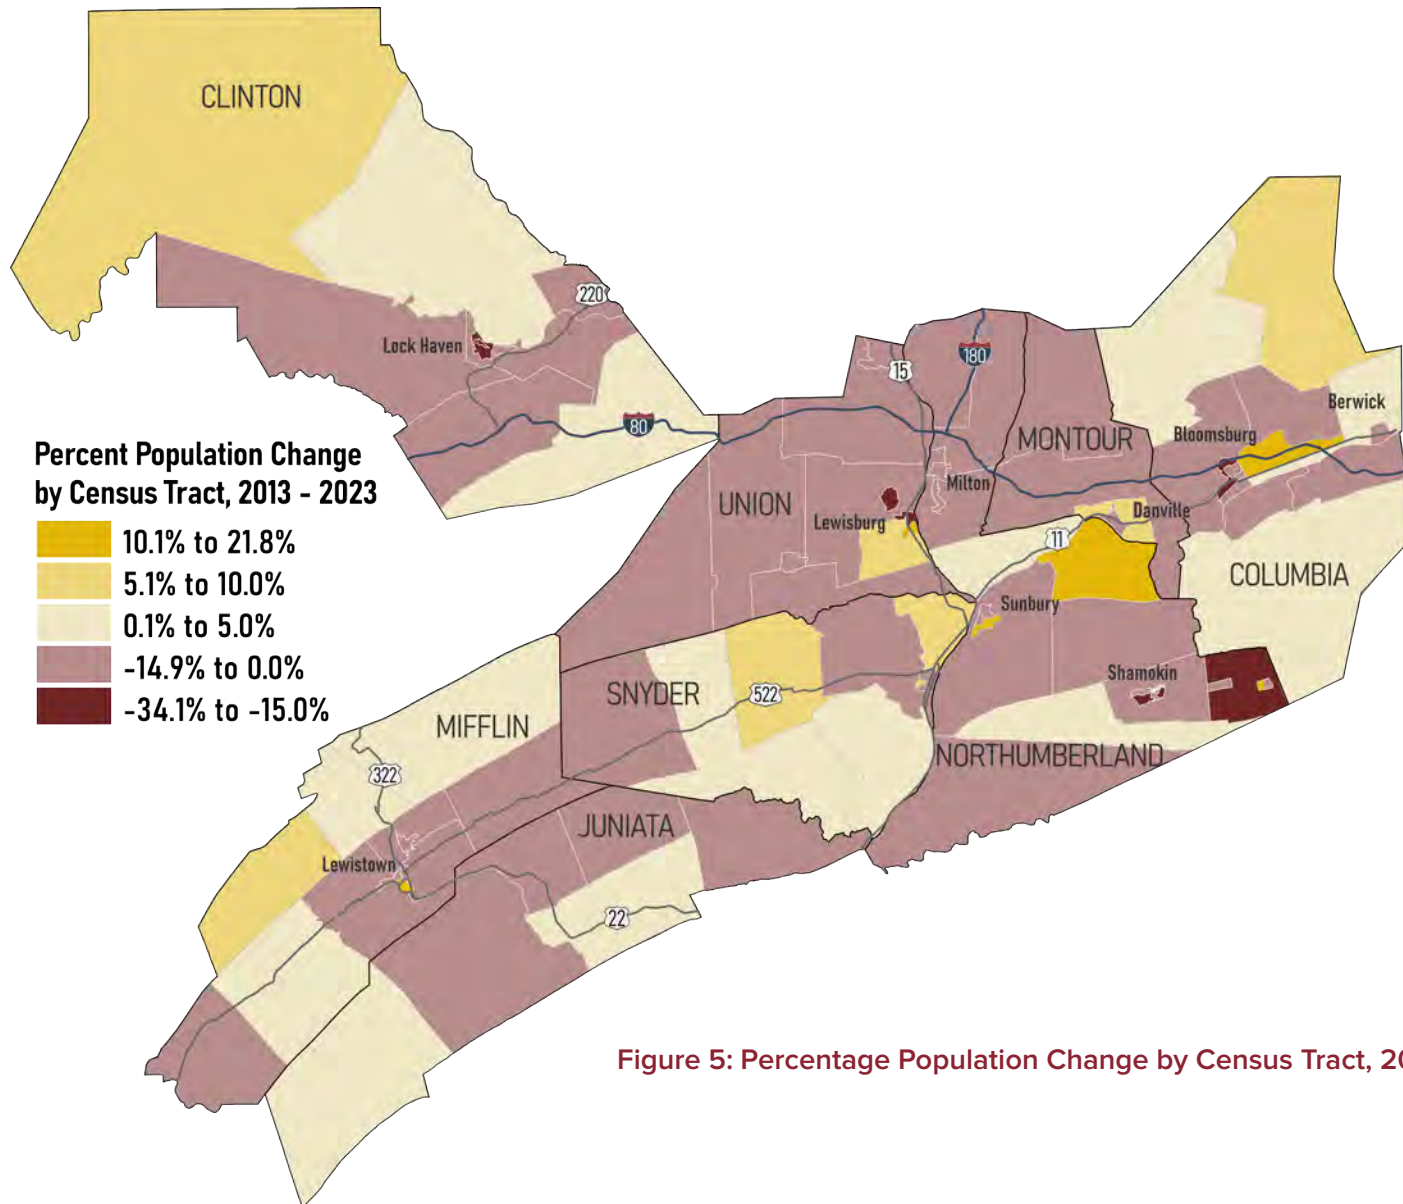 CLINTON
220
Lock Haven
80
180
15
Berwick
Bloomsburg
MONTOUR
Percent Population Change
by Census Tract, 2013 - 2023
10.1% to 21.8%
5.1% to 10.0%
0.1% to 5.0%
-14.9% to 0.0%
-34.1% to -15.0%
UNION
Milton
Lewisburg
Danville
11
COLUMBIA
Sunbury
Shamokin
SNYDER
522
MIFFLIN
NORTHUMBERLAND
322
JUNIATA
Lewistown
22
Figure 5: Percentage Population Change by Census Tract, 20